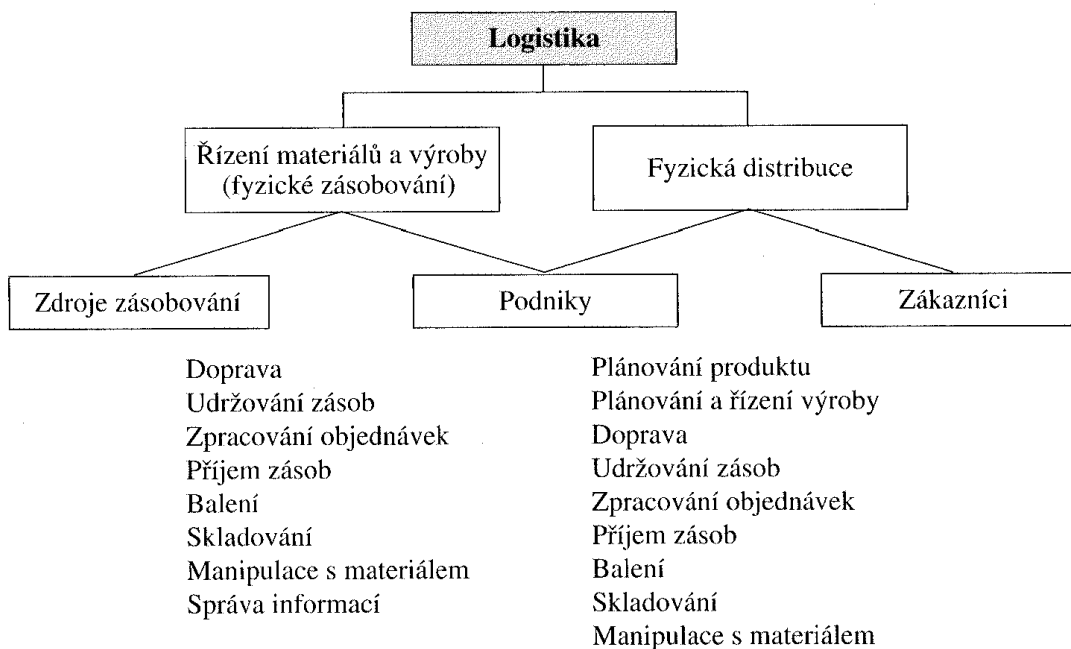 Logistika
Řízení materiálů a výroby
(fyzické zásobování)
Fyzická distribuce
Zdroje zásobování
Podniky
Zákazníci
Doprava
Udržování zásob
Zpracování objednávek
Příjem zásob
Balení
Skladování
Manipulace s materiálem
Správa informací
Plánování produktu
Plánování a řízení výroby
Doprava
Udržování zásob
Zpracování objednávek
Příjem zásob
Balení
Skladování
Manipulace s materiálem